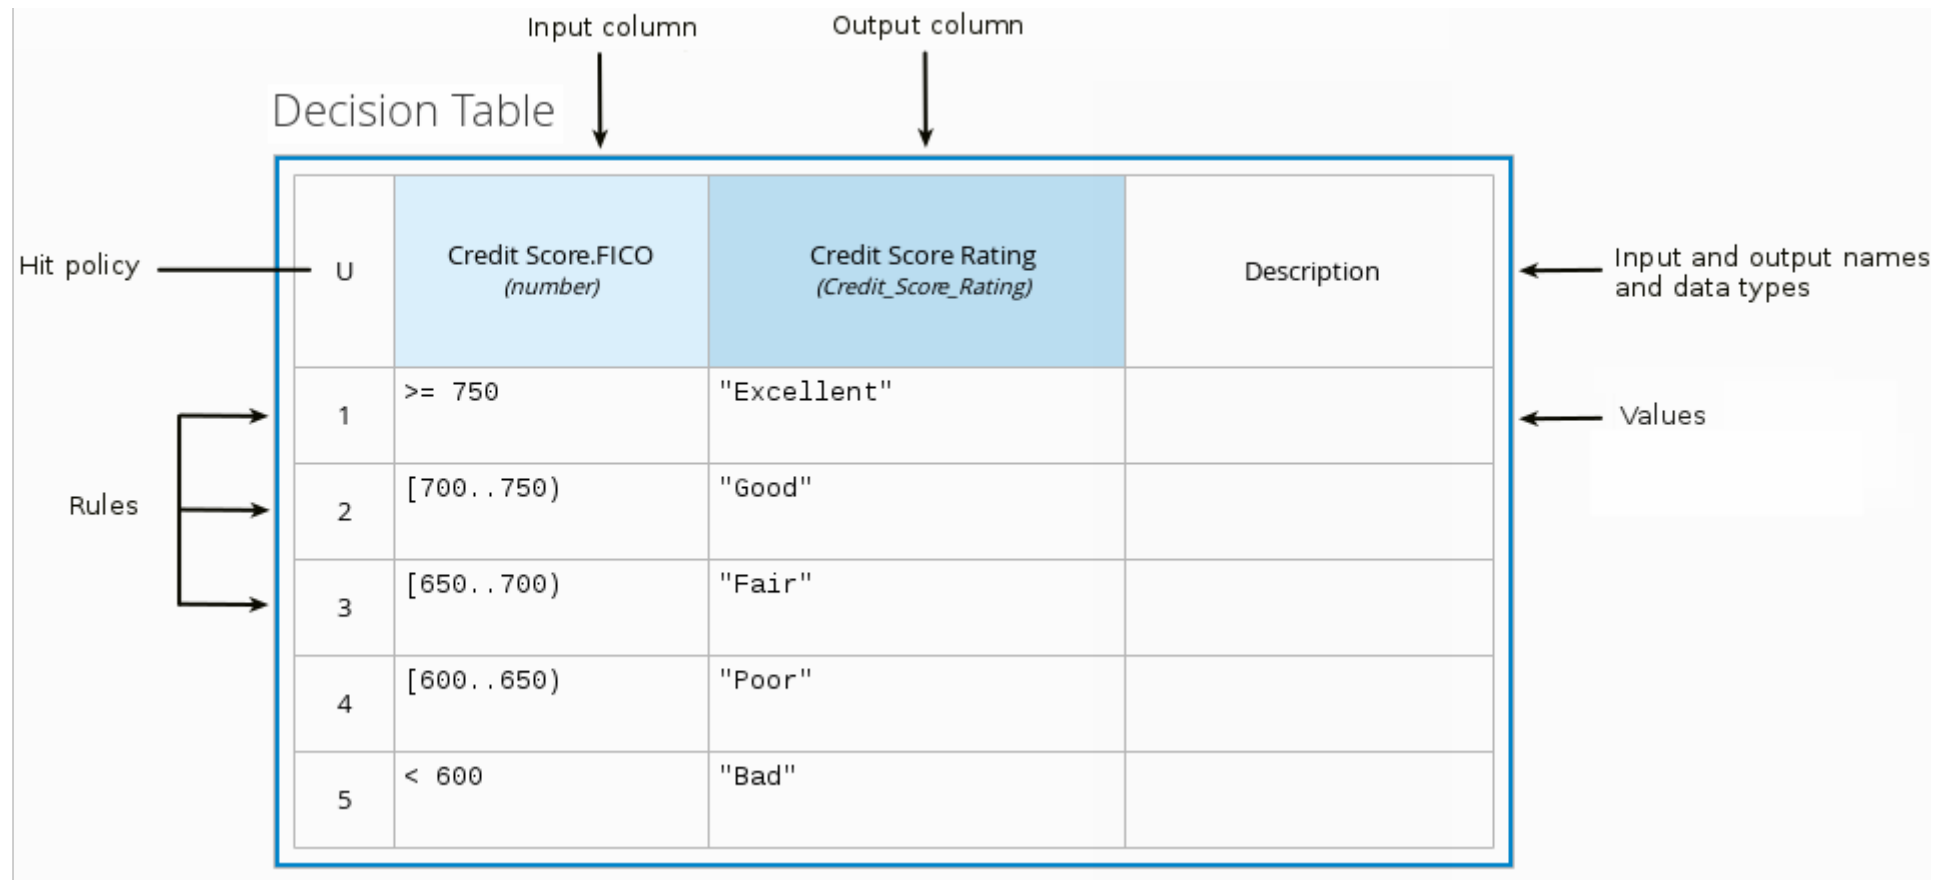 Input column
Output column
Decision Table
Hit policy
U
Credit Score.FICO
(number)
Credit Score Rating
(Credit_Score_Rating)
Description
Input and output names
and data types
1
>= 750
"Excellent"
Values
Rules
2
[700..750)
"Good"
3
[650..700)
"Fair"
4
[600..650)
"Poor"
5
< 600
"Bad"